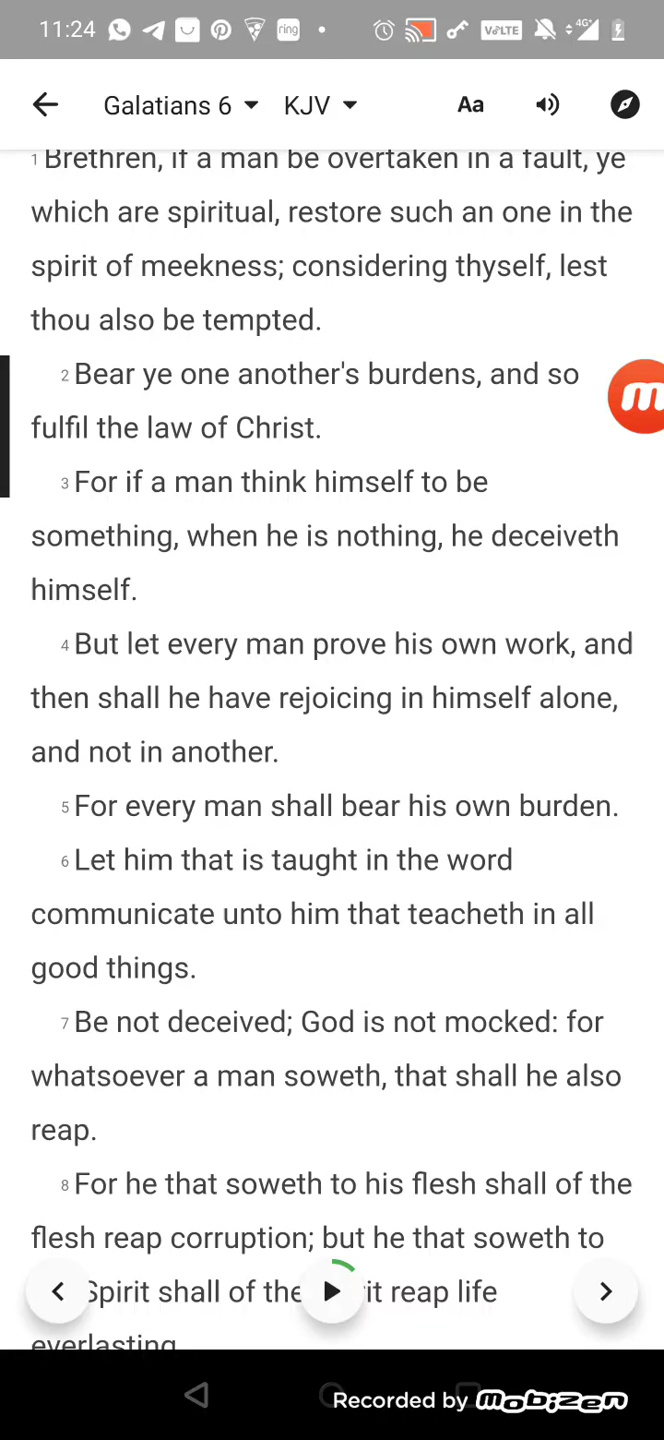 11:24 ring VoLTE 4G+
Galatians 6 KJV Aa
1 Brethren, if a man be overtaken in a fault, ye
which are spiritual, restore such an one in the
spirit of meekness; considering thyself, lest
thou also be tempted.
2 Bear ye one another's burdens, and so
fulfil the law of Christ.
3 For if a man think himself to be
something, when he is nothing, he deceiveth
himself.
4 But let every man prove his own work, and
then shall he have rejoicing in himself alone,
and not in another.
5 For every man shall bear his own burden.
6 Let him that is taught in the word
communicate unto him that teacheth in all
good things.
7 Be not deceived; God is not mocked: for
whatsoever a man soweth, that shall he also
reap.
8 For he that soweth to his flesh shall of the
flesh reap corruption; but he that soweth to
Spirit shall of the it reap life
everlasting
Recorded by mobizen